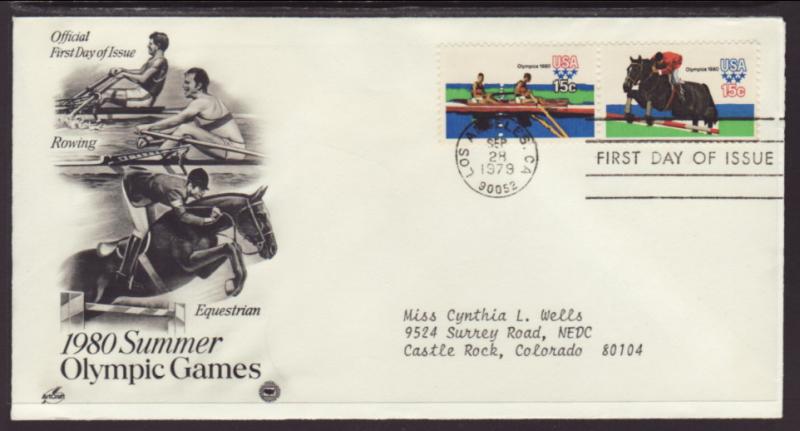 Official
First Day of Issue
Rowing
Equestrian
1980 Summer
Olympic Games
ArtCraft
Olympics 1980
USA
15c
Olympics 1980
USA
15c
LOS ANGELES, CA
SEP
28
1979
90052
FIRST DAY OF ISSUE
Miss Cynthia L. Wells
9524 Surrey Road, NEDC
Castle Rock, Colorado 80104